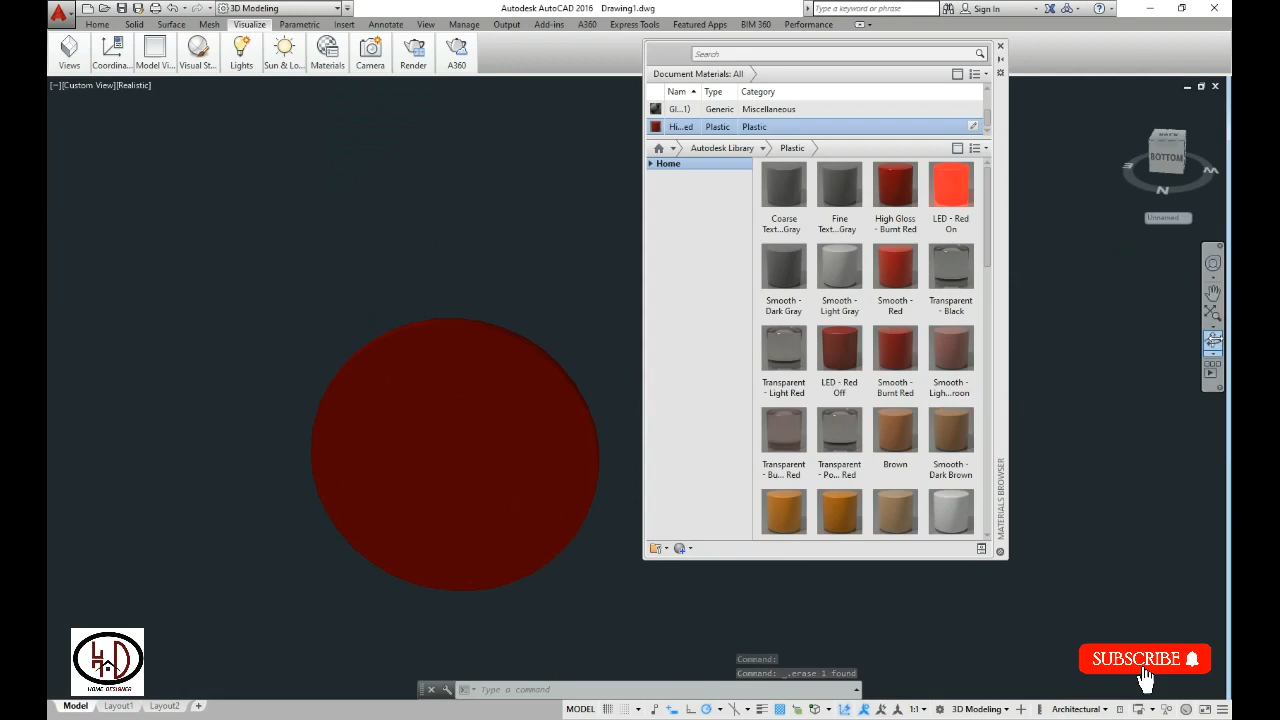 3D Modeling
Autodesk AutoCAD 2016 Drawing1.dwg
Type a keyword or phrase
Sign In
Home Solid Surface Mesh Visualize Parametric Insert Annotate View Manage Output Add-ins A360 Express Tools Featured Apps BIM 360 Performance
Views Coordina... Model Vi... Visual St... Lights Sun & Lo... Materials Camera Render A360
[−][Custom View][Realistic]
Search
Document Materials: All
Nam Type Category
Gl...1) Generic Miscellaneous
Hi...ed Plastic Plastic
Autodesk Library Plastic
Home
Coarse Text...Gray
Fine Text...Gray
High Gloss - Burnt Red
LED - Red On
Smooth - Dark Gray
Smooth - Light Gray
Smooth - Red
Transparent - Black
Transparent - Light Red
LED - Red Off
Smooth - Burnt Red
Smooth - Ligh...roon
Transparent - Bu... Red
Transparent - Po... Red
Brown
Smooth - Dark Brown
MATERIALS BROWSER
BOTTOM
N
Unnamed
HOME DESIGNER
SUBSCRIBE
Command:
Command: _.erase 1 found
Type a command
Model Layout1 Layout2 +
MODEL
1:1
3D Modeling
Architectural